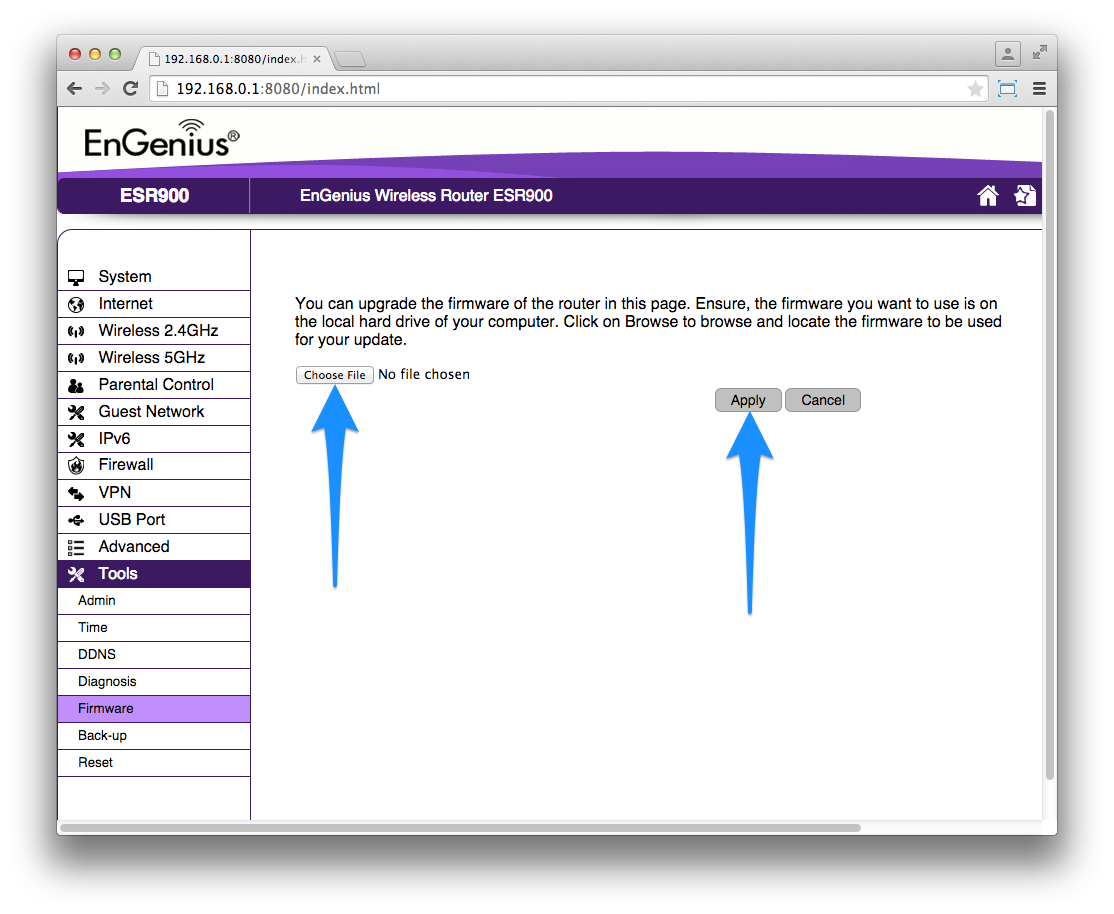 192.168.0.1:8080/index.h
192.168.0.1:8080/index.html
EnGenius®
ESR900
EnGenius Wireless Router ESR900
System
Internet
Wireless 2.4GHz
Wireless 5GHz
Parental Control
Guest Network
IPv6
Firewall
VPN
USB Port
Advanced
Tools
Admin
Time
DDNS
Diagnosis
Firmware
Back-up
Reset
You can upgrade the firmware of the router in this page. Ensure, the firmware you want to use is on
the local hard drive of your computer. Click on Browse to browse and locate the firmware to be used
for your update.
Choose File No file chosen
Apply Cancel